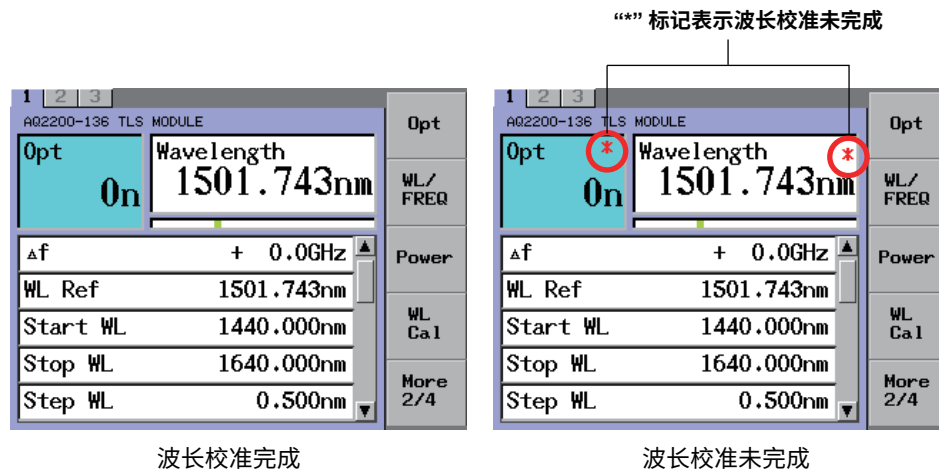 “*” 标记表示波长校准未完成
1 2 3
AQ2200-136 TLS MODULE
Opt
On
Wavelength
1501.743nm
△f + 0.0GHz
WL Ref 1501.743nm
Start WL 1440.000nm
Stop WL 1640.000nm
Step WL 0.500nm
Opt
WL/
FREQ
Power
WL
Cal
More
2/4
波长校准完成
1 2 3
AQ2200-136 TLS MODULE
Opt *
On
Wavelength *
1501.743nm
△f + 0.0GHz
WL Ref 1501.743nm
Start WL 1440.000nm
Stop WL 1640.000nm
Step WL 0.500nm
Opt
WL/
FREQ
Power
WL
Cal
More
2/4
波长校准未完成